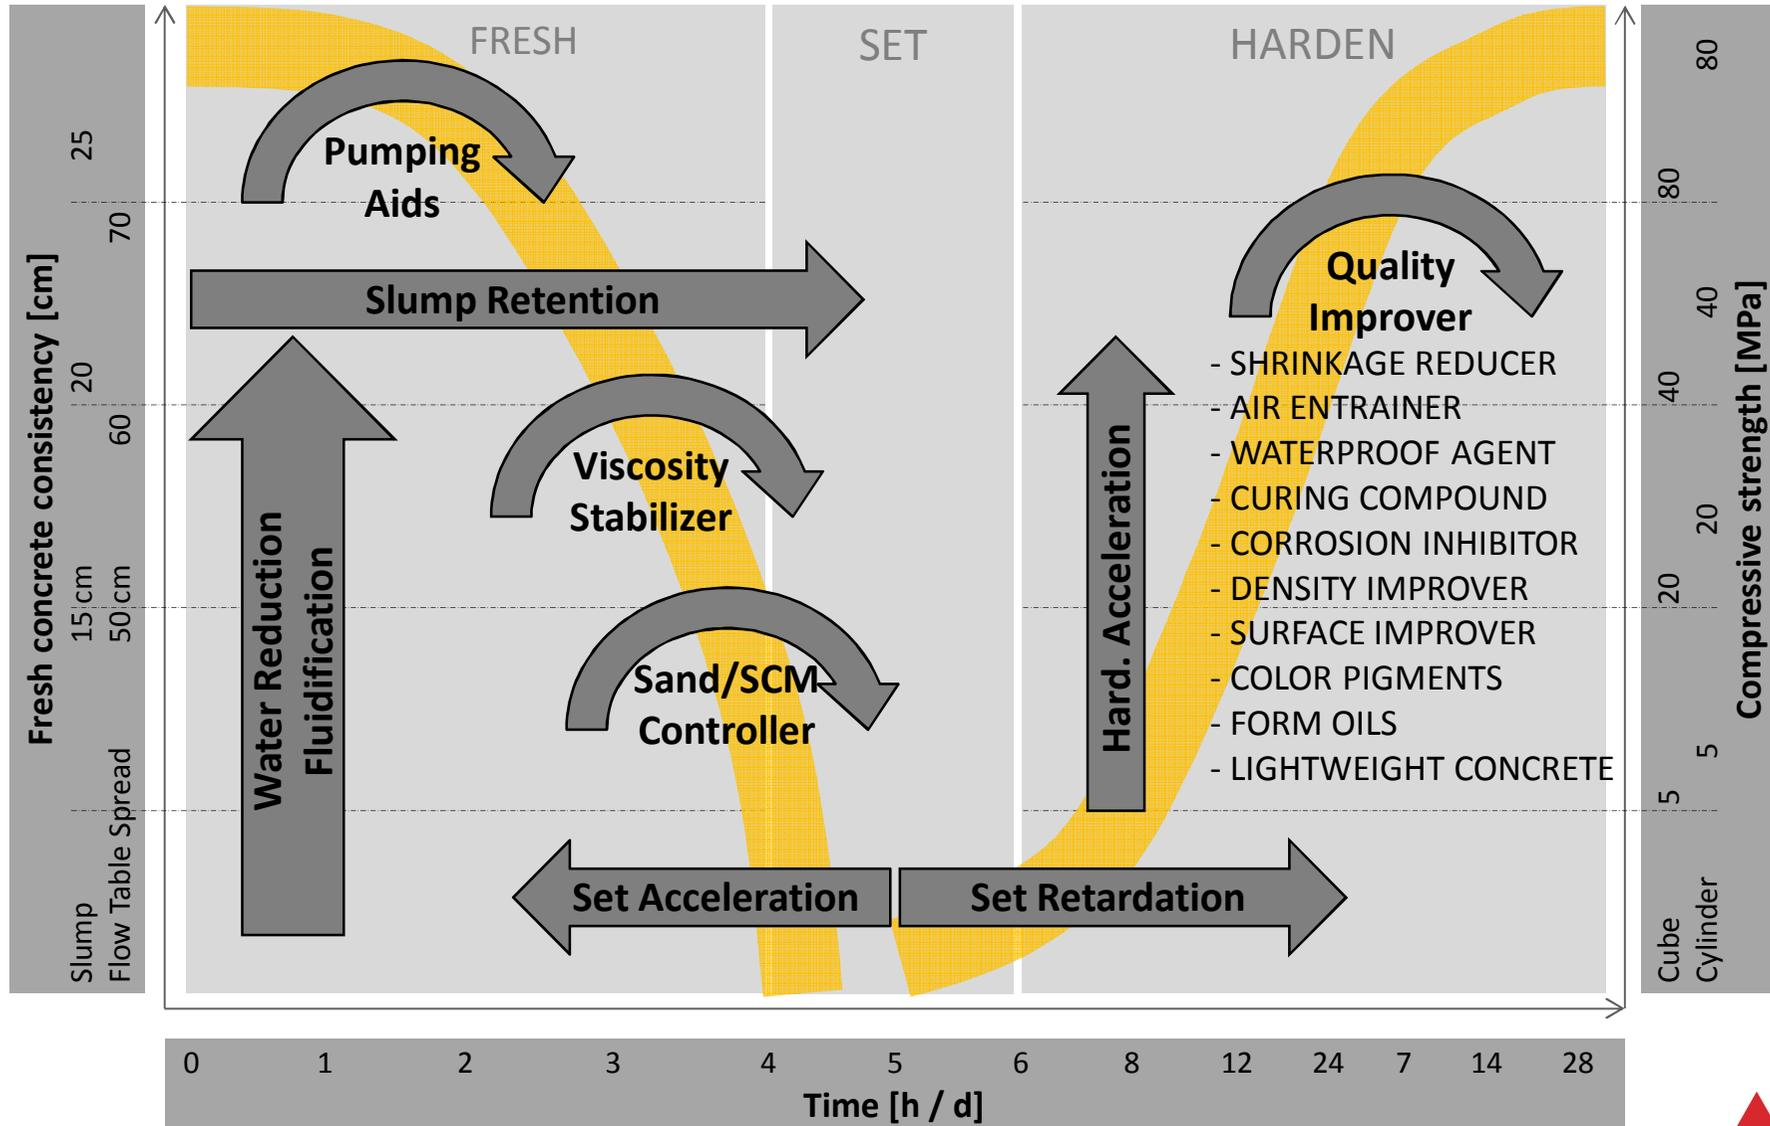 FRESH
SET
HARDEN
Fresh concrete consistency [cm]
Slump
15 cm
20
25
Flow Table Spread
50 cm
60
70
Pumping
Aids
Slump Retention
Water Reduction
Fluidification
Viscosity
Stabilizer
Sand/SCM
Controller
Set Acceleration
Set Retardation
Hard. Acceleration
Quality
Improver
- SHRINKAGE REDUCER
- AIR ENTRAINER
- WATERPROOF AGENT
- CURING COMPOUND
- CORROSION INHIBITOR
- DENSITY IMPROVER
- SURFACE IMPROVER
- COLOR PIGMENTS
- FORM OILS
- LIGHTWEIGHT CONCRETE
Cube
5
20
40
80
Cylinder
5
20
40
80
Compressive strength [MPa]
0 1 2 3 4 5 6 8 12 24 7 14 28
Time [h / d]